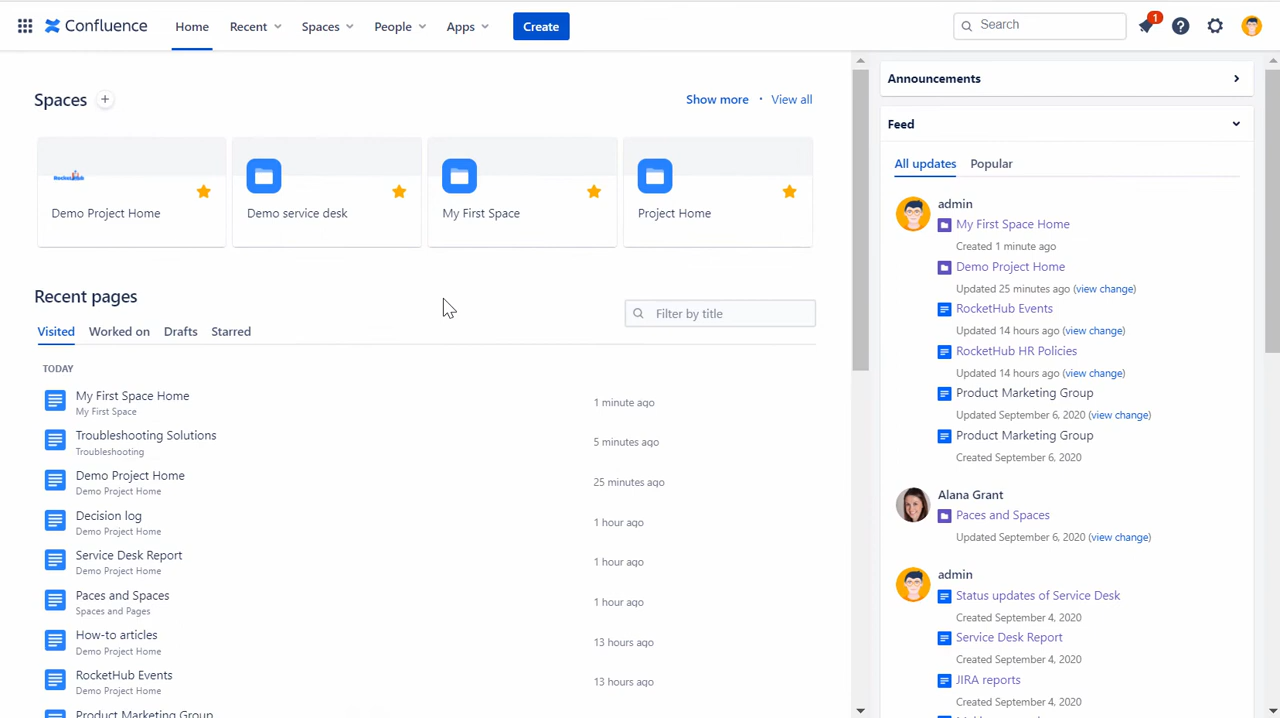 Confluence Home Recent Spaces People Apps Create Search 1
Spaces
Show more · View all
RocketHub
Demo Project Home
Demo service desk
My First Space
Project Home
Recent pages
Filter by title
Visited Worked on Drafts Starred
TODAY
My First Space Home
My First Space
1 minute ago
Troubleshooting Solutions
Troubleshooting
5 minutes ago
Demo Project Home
Demo Project Home
25 minutes ago
Decision log
Demo Project Home
1 hour ago
Service Desk Report
Demo Project Home
1 hour ago
Paces and Spaces
Spaces and Pages
1 hour ago
How-to articles
Demo Project Home
13 hours ago
RocketHub Events
Demo Project Home
13 hours ago
Product Marketing Group
Announcements
Feed
All updates Popular
admin
My First Space Home
Created 1 minute ago
Demo Project Home
Updated 25 minutes ago (view change)
RocketHub Events
Updated 14 hours ago (view change)
RocketHub HR Policies
Updated 14 hours ago (view change)
Product Marketing Group
Updated September 6, 2020 (view change)
Product Marketing Group
Created September 6, 2020
Alana Grant
Paces and Spaces
Updated September 6, 2020 (view change)
admin
Status updates of Service Desk
Created September 4, 2020
Service Desk Report
Created September 4, 2020
JIRA reports
Created September 4, 2020